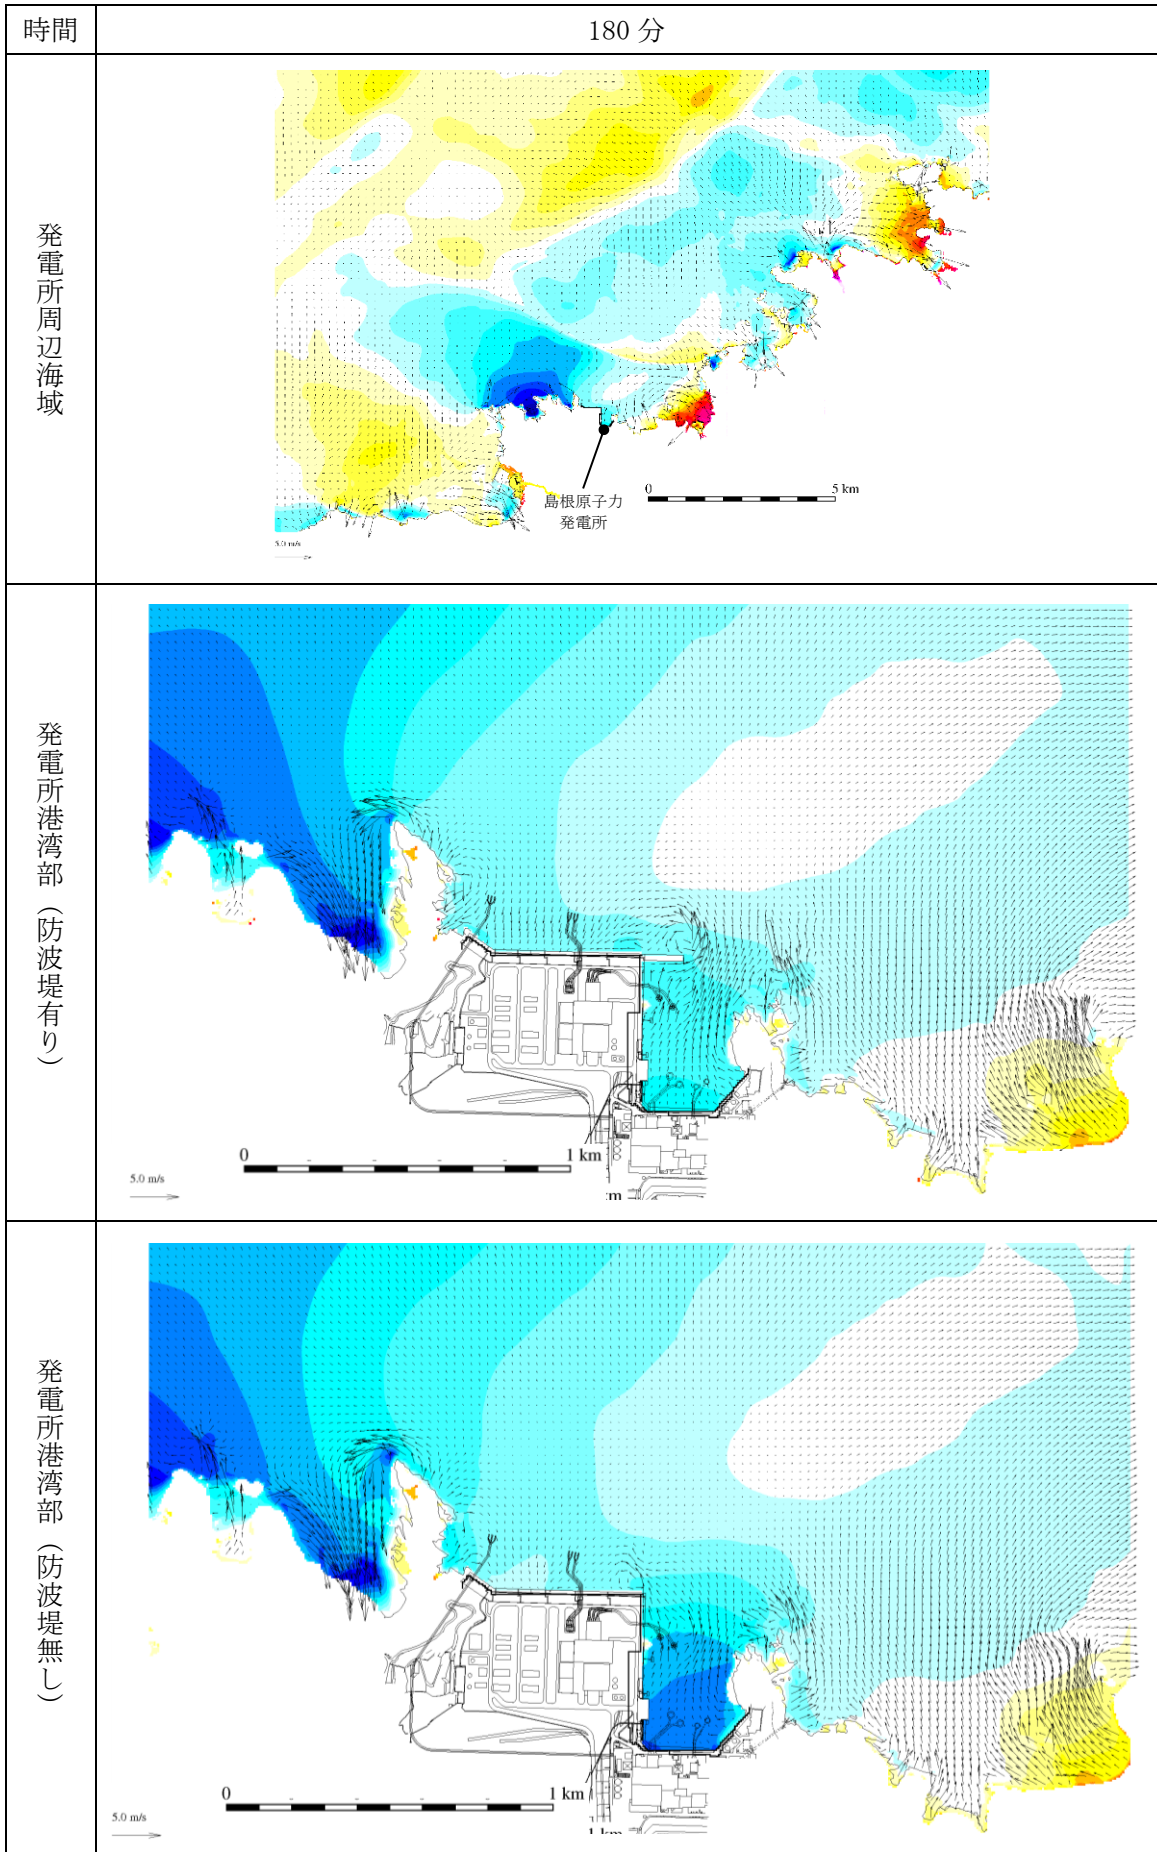 時間
180 分
発電所周辺海域
島根原子力
発電所
0
5 km
5.0 m/s
発電所港湾部（防波堤有り）
0
1 km
5.0 m/s
発電所港湾部（防波堤無し）
0
1 km
5.0 m/s
1 km